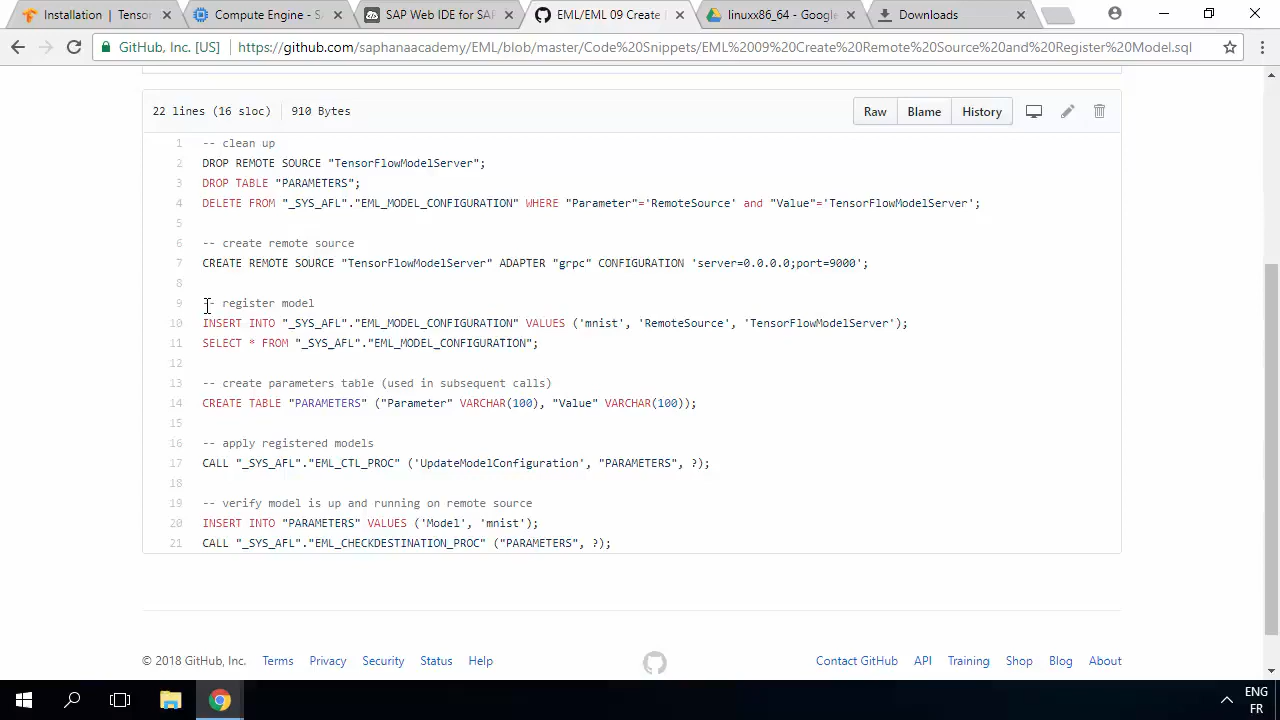 Installation | Tensor
Compute Engine - S
SAP Web IDE for SA
EML/EML 09 Create
linuxx86_64 - Google
Downloads
GitHub, Inc. [US]
https://github.com/saphanaacademy/EML/blob/master/Code%20Snippets/EML%2009%20Create%20Remote%20Source%20and%20Register%20Model.sql
22 lines (16 sloc)
910 Bytes
Raw
Blame
History
1 -- clean up
2 DROP REMOTE SOURCE "TensorFlowModelServer";
3 DROP TABLE "PARAMETERS";
4 DELETE FROM "_SYS_AFL"."EML_MODEL_CONFIGURATION" WHERE "Parameter"='RemoteSource' and "Value"='TensorFlowModelServer';
5
6 -- create remote source
7 CREATE REMOTE SOURCE "TensorFlowModelServer" ADAPTER "grpc" CONFIGURATION 'server=0.0.0.0;port=9000';
8
9 -- register model
10 INSERT INTO "_SYS_AFL"."EML_MODEL_CONFIGURATION" VALUES ('mnist', 'RemoteSource', 'TensorFlowModelServer');
11 SELECT * FROM "_SYS_AFL"."EML_MODEL_CONFIGURATION";
12
13 -- create parameters table (used in subsequent calls)
14 CREATE TABLE "PARAMETERS" ("Parameter" VARCHAR(100), "Value" VARCHAR(100));
15
16 -- apply registered models
17 CALL "_SYS_AFL"."EML_CTL_PROC" ('UpdateModelConfiguration', "PARAMETERS", ?);
18
19 -- verify model is up and running on remote source
20 INSERT INTO "PARAMETERS" VALUES ('Model', 'mnist');
21 CALL "_SYS_AFL"."EML_CHECKDESTINATION_PROC" ("PARAMETERS", ?);
© 2018 GitHub, Inc. Terms Privacy Security Status Help
Contact GitHub API Training Shop Blog About
ENG
FR